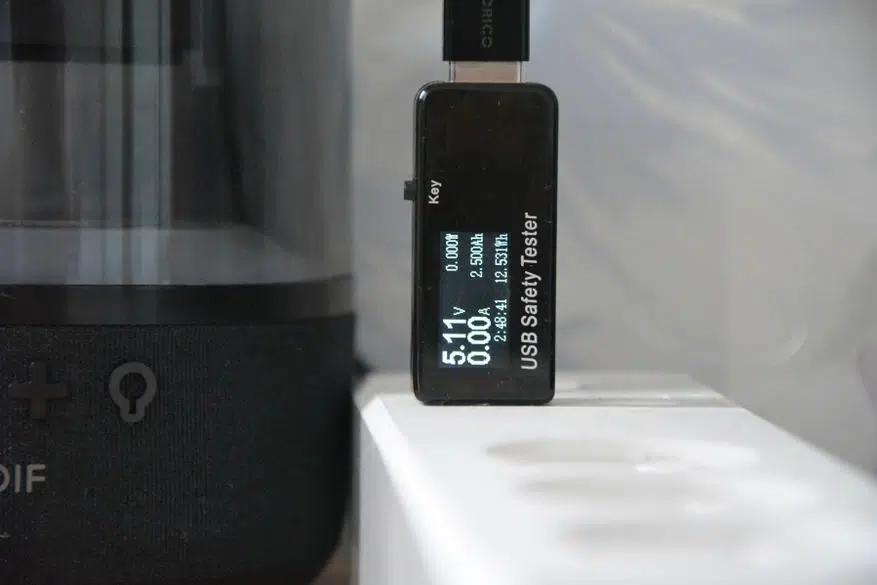 ORICO
Key
5.11V 0.000W
0.00A 2.500Ah
2:48:41 12.531Wh
USB Safety Tester
DIF